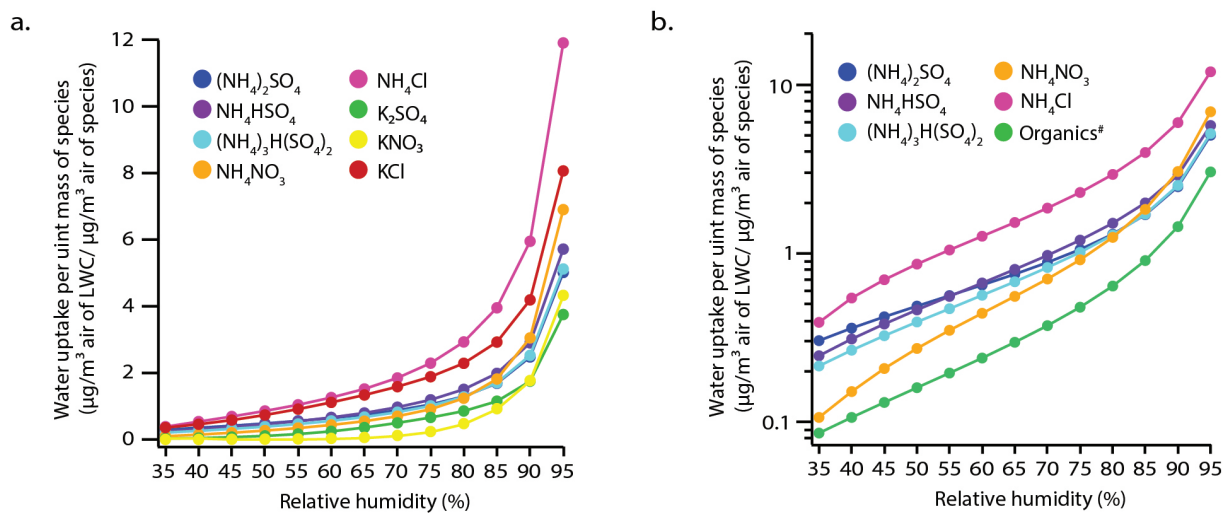 a.
Water uptake per uint mass of species
(μg/m³ air of LWC/ μg/m³ air of species)
12
10
8
6
4
2
0
(NH₄)₂SO₄
NH₄HSO₄
(NH₄)₃H(SO₄)₂
NH₄NO₃
NH₄Cl
K₂SO₄
KNO₃
KCl
35 40 45 50 55 60 65 70 75 80 85 90 95
Relative humidity (%)
b.
Water uptake per uint mass of species
(μg/m³ air of LWC/ μg/m³ air of species)
10
1
0.1
(NH₄)₂SO₄
NH₄HSO₄
(NH₄)₃H(SO₄)₂
NH₄NO₃
NH₄Cl
Organics#
35 40 45 50 55 60 65 70 75 80 85 90 95
Relative humidity (%)